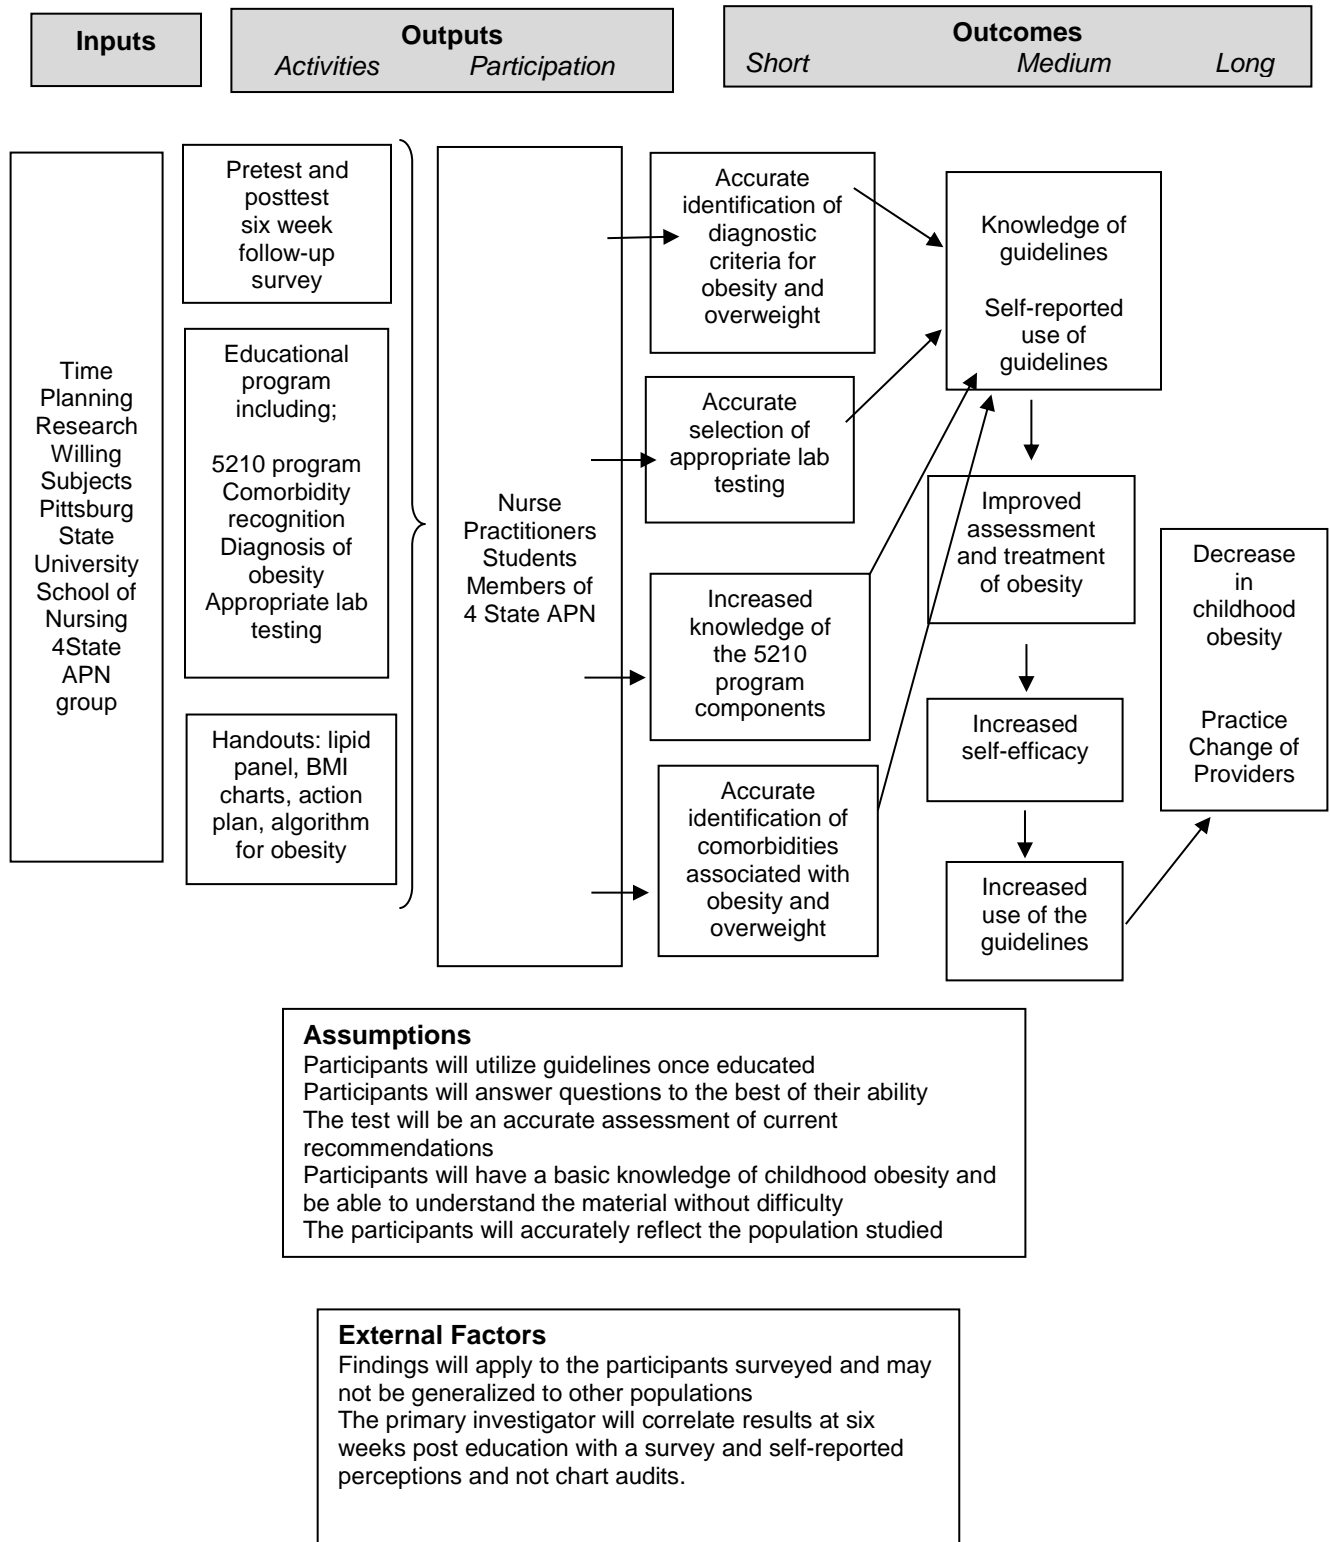 Inputs
Outputs
Activities Participation
Outcomes
Short Medium Long
Time
Planning
Research
Willing
Subjects
Pittsburg
State
University
School of
Nursing
4State
APN
group
Pretest and
posttest
six week
follow-up
survey
Educational
program
including;
5210 program
Comorbidity
recognition
Diagnosis of
obesity
Appropriate lab
testing
Handouts: lipid
panel, BMI
charts, action
plan, algorithm
for obesity
Nurse
Practitioners
Students
Members of
4 State APN
Accurate
identification of
diagnostic
criteria for
obesity and
overweight
Accurate
selection of
appropriate lab
testing
Increased
knowledge of
the 5210
program
components
Accurate
identification of
comorbidities
associated with
obesity and
overweight
Knowledge of
guidelines
Self-reported
use of
guidelines
Improved
assessment
and treatment
of obesity
Increased
self-efficacy
Increased
use of the
guidelines
Decrease
in
childhood
obesity
Practice
Change of
Providers
Assumptions
Participants will utilize guidelines once educated
Participants will answer questions to the best of their ability
The test will be an accurate assessment of current
recommendations
Participants will have a basic knowledge of childhood obesity and
be able to understand the material without difficulty
The participants will accurately reflect the population studied
External Factors
Findings will apply to the participants surveyed and may
not be generalized to other populations
The primary investigator will correlate results at six
weeks post education with a survey and self-reported
perceptions and not chart audits.